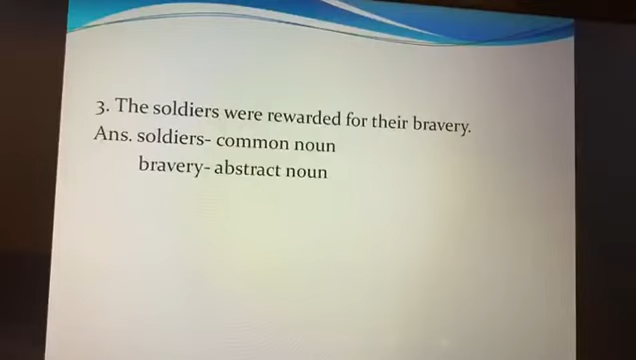 3. The soldiers were rewarded for their bravery.
Ans. soldiers- common noun
bravery- abstract noun